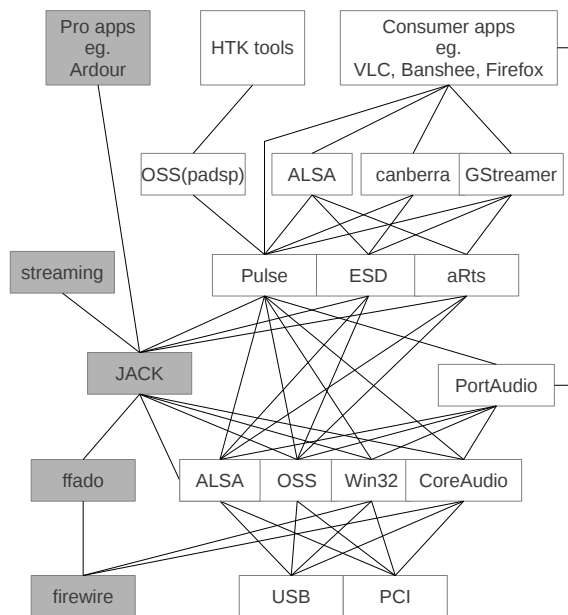 Pro apps
eg.
Ardour
HTK tools
Consumer apps
eg.
VLC, Banshee, Firefox
OSS(padsp)
ALSA
canberra
GStreamer
streaming
Pulse
ESD
aRts
JACK
PortAudio
ffado
ALSA
OSS
Win32
CoreAudio
firewire
USB
PCI